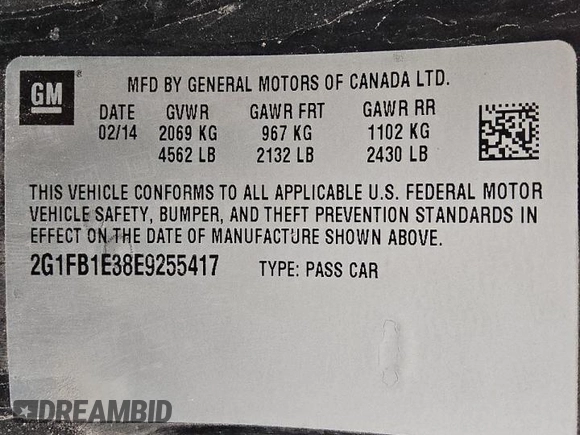 GM ®
MFD BY GENERAL MOTORS OF CANADA LTD.
DATE GVWR GAWR FRT GAWR RR
02/14 2069 KG 967 KG 1102 KG
4562 LB 2132 LB 2430 LB
THIS VEHICLE CONFORMS TO ALL APPLICABLE U.S. FEDERAL MOTOR
VEHICLE SAFETY, BUMPER, AND THEFT PREVENTION STANDARDS IN
EFFECT ON THE DATE OF MANUFACTURE SHOWN ABOVE.
2G1FB1E38E9255417 TYPE: PASS CAR
DREAMBID